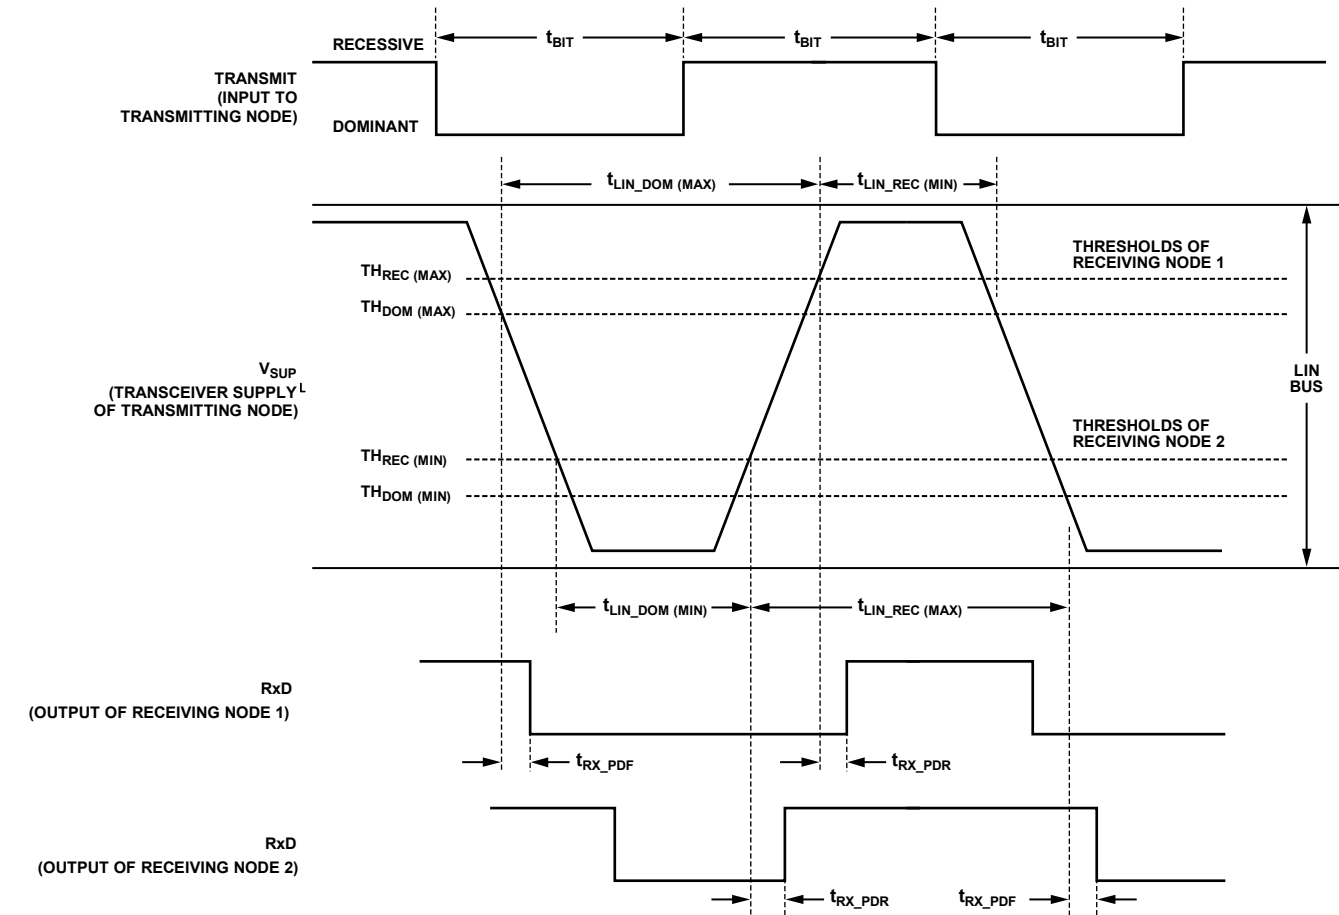 RECESSIVE
tBIT
tBIT
tBIT
TRANSMIT
(INPUT TO
TRANSMITTING NODE)
DOMINANT
tLIN_DOM (MAX)
tLIN_REC (MIN)
THRESHOLDS OF
RECEIVING NODE 1
THREC (MAX)
THDOM (MAX)
VSUP
(TRANSCEIVER SUPPLY L
OF TRANSMITTING NODE)
LIN
BUS
THRESHOLDS OF
RECEIVING NODE 2
THREC (MIN)
THDOM (MIN)
tLIN_DOM (MIN)
tLIN_REC (MAX)
RxD
(OUTPUT OF RECEIVING NODE 1)
tRX_PDF
tRX_PDR
RxD
(OUTPUT OF RECEIVING NODE 2)
tRX_PDR
tRX_PDF